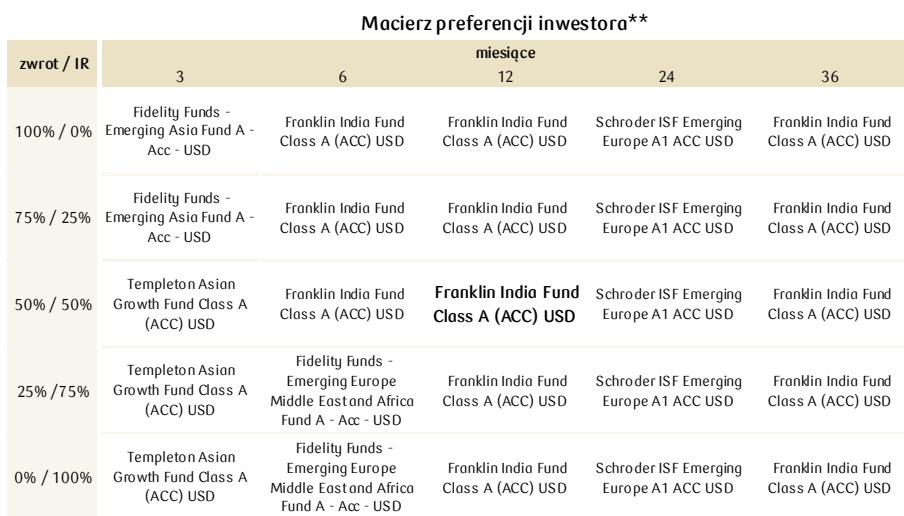 Macierz preferencji inwestora**
zwrot / IR
miesiące
3 6 12 24 36
100% / 0%
Fidelity Funds -
Emerging Asia Fund A -
Acc - USD
Franklin India Fund
Class A (ACC) USD
Franklin India Fund
Class A (ACC) USD
Schroder ISF Emerging
Europe A1 ACC USD
Franklin India Fund
Class A (ACC) USD
75% / 25%
Fidelity Funds -
Emerging Asia Fund A -
Acc - USD
Franklin India Fund
Class A (ACC) USD
Franklin India Fund
Class A (ACC) USD
Schroder ISF Emerging
Europe A1 ACC USD
Franklin India Fund
Class A (ACC) USD
50% / 50%
Templeton Asian
Growth Fund Class A
(ACC) USD
Franklin India Fund
Class A (ACC) USD
Franklin India Fund
Class A (ACC) USD
Schroder ISF Emerging
Europe A1 ACC USD
Franklin India Fund
Class A (ACC) USD
25% /75%
Templeton Asian
Growth Fund Class A
(ACC) USD
Fidelity Funds -
Emerging Europe
Middle East and Africa
Fund A - Acc - USD
Franklin India Fund
Class A (ACC) USD
Schroder ISF Emerging
Europe A1 ACC USD
Franklin India Fund
Class A (ACC) USD
0% / 100%
Templeton Asian
Growth Fund Class A
(ACC) USD
Fidelity Funds -
Emerging Europe
Middle East and Africa
Fund A - Acc - USD
Franklin India Fund
Class A (ACC) USD
Schroder ISF Emerging
Europe A1 ACC USD
Franklin India Fund
Class A (ACC) USD